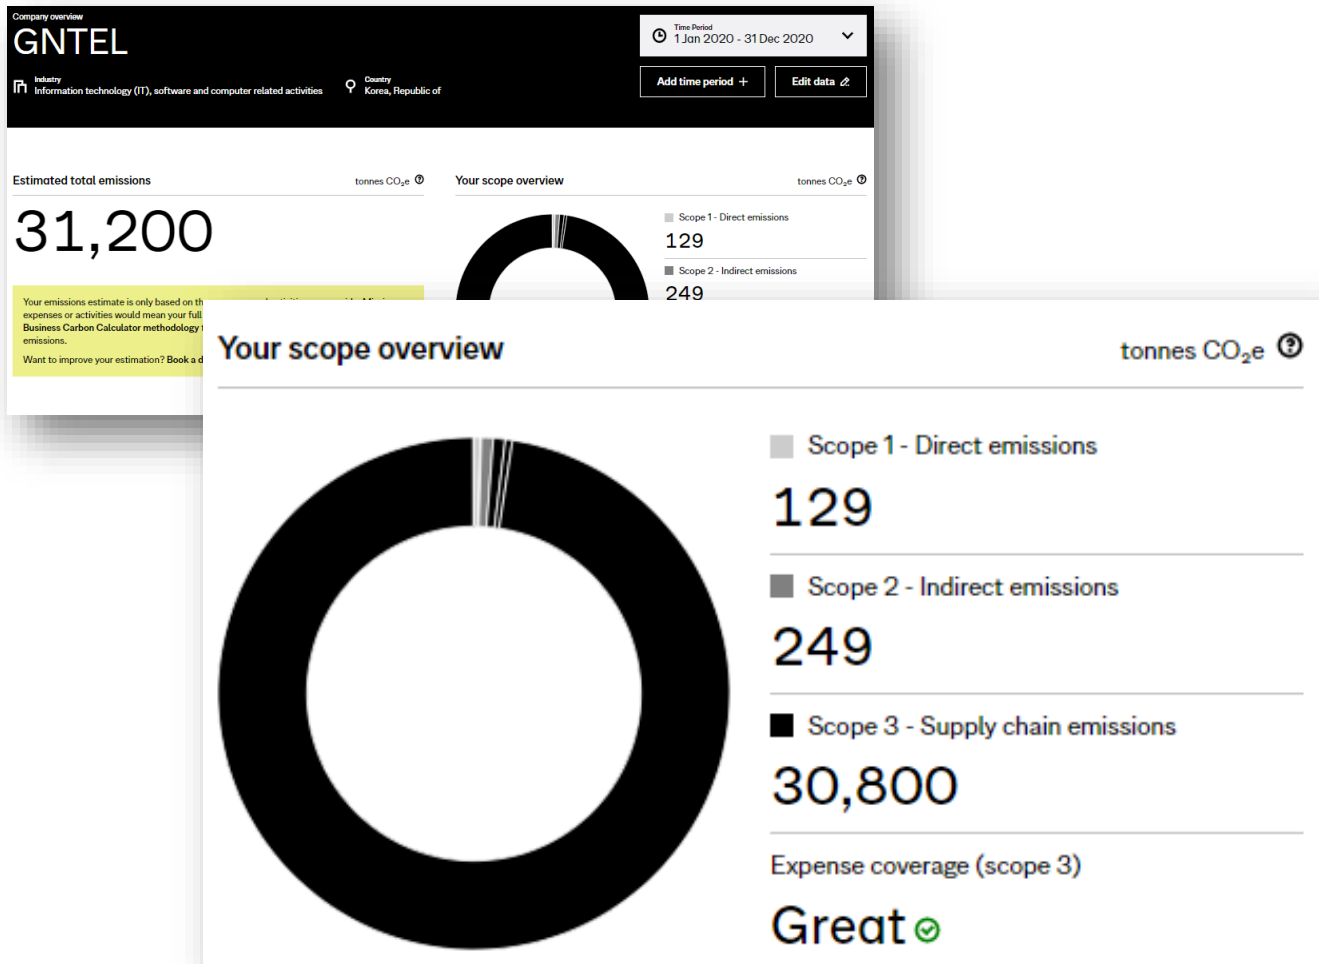 Company overview
GNTEL
Industry
Information technology (IT), software and computer related activities
Country
Korea, Republic of
Time Period
1 Jan 2020 - 31 Dec 2020
Add time period +
Edit data
Estimated total emissions
tonnes CO₂e
31,200
Your emissions estimate is only based on th
expenses or activities would mean your full
Business Carbon Calculator methodology
emissions.
Want to improve your estimation? Book a d
Your scope overview
tonnes CO₂e
Scope 1 - Direct emissions
129
Scope 2 - Indirect emissions
249
Your scope overview
tonnes CO₂e
Scope 1 - Direct emissions
129
Scope 2 - Indirect emissions
249
Scope 3 - Supply chain emissions
30,800
Expense coverage (scope 3)
Great